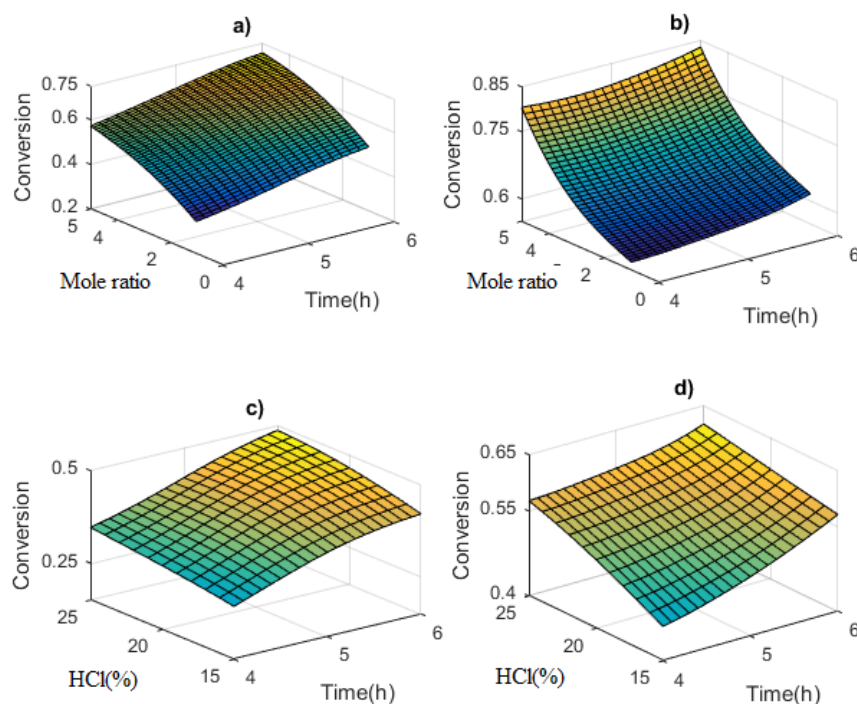 a)
0.75
0.6
0.4
0.2
Conversion
5
4
2
0
Mole ratio
4
5
6
Time(h)
b)
0.85
0.75
0.6
Conversion
5
4
2
0
Mole ratio
4
5
6
Time(h)
c)
0.5
0.25
Conversion
25
20
15
HCl(%)
4
5
6
Time(h)
d)
0.65
0.55
0.4
Conversion
25
20
15
HCl(%)
4
5
6
Time(h)